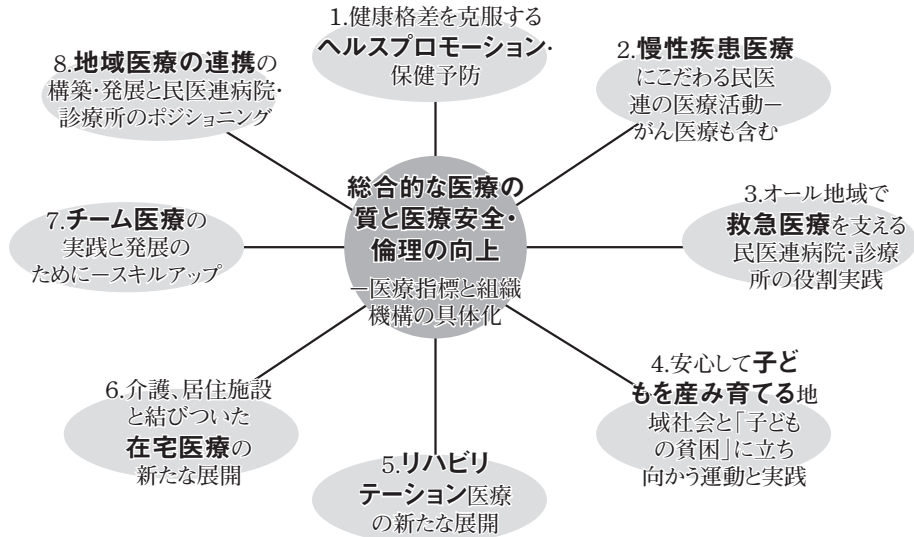 1.健康格差を克服する
ヘルスプロモーション・
保健予防
2.慢性疾患医療
にこだわる民医
連の医療活動－
がん医療も含む
3.オール地域で
救急医療を支える
民医連病院・診療
所の役割実践
4.安心して子ど
もを産み育てる地
域社会と「子ども
の貧困」に立ち
向かう運動と実践
5.リハビリ
テーション医療
の新たな展開
6.介護、居住施設
と結びついた
在宅医療の
新たな展開
7.チーム医療の
実践と発展の
ために－スキルアップ
8.地域医療の連携の
構築・発展と民医連病院・
診療所のポジショニング
総合的な医療の
質と医療安全・
倫理の向上
－医療指標と組織
機構の具体化